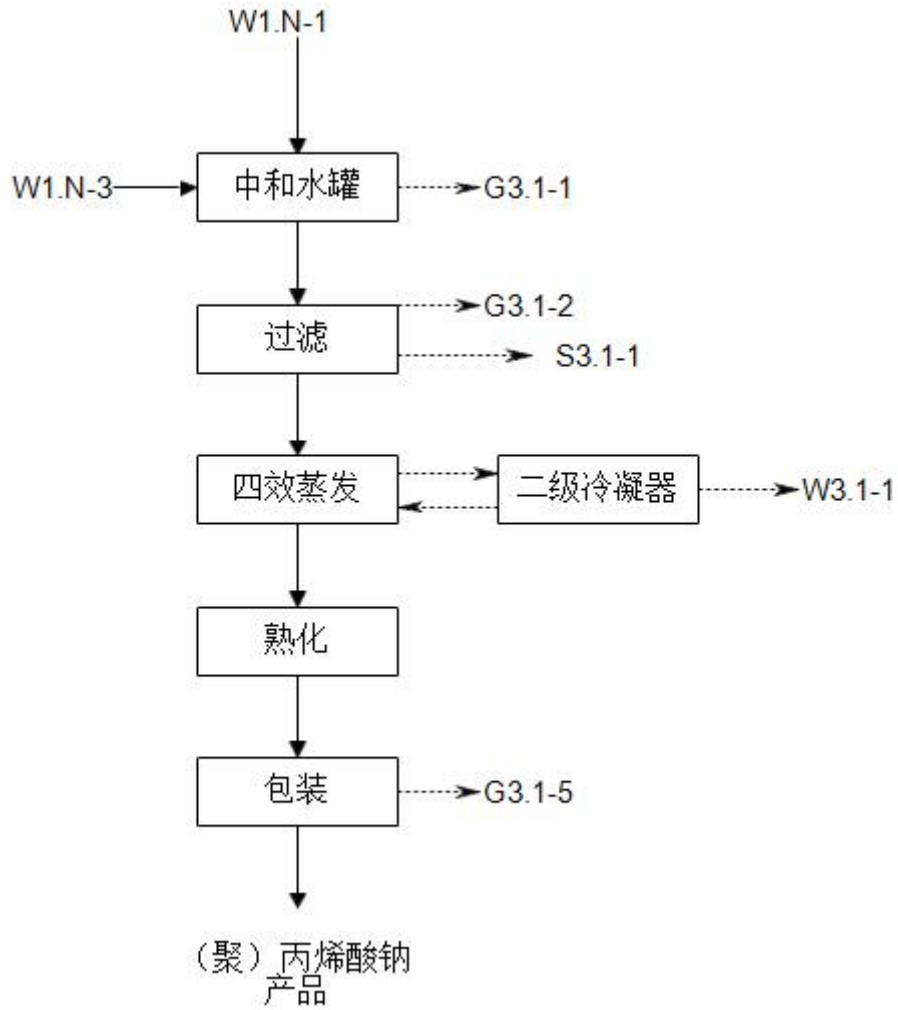 W1.N-1
W1.N-3
中和水罐
G3.1-1
过滤
G3.1-2
S3.1-1
四效蒸发
二级冷凝器
W3.1-1
熟化
包装
G3.1-5
（聚）丙烯酸钠
产品